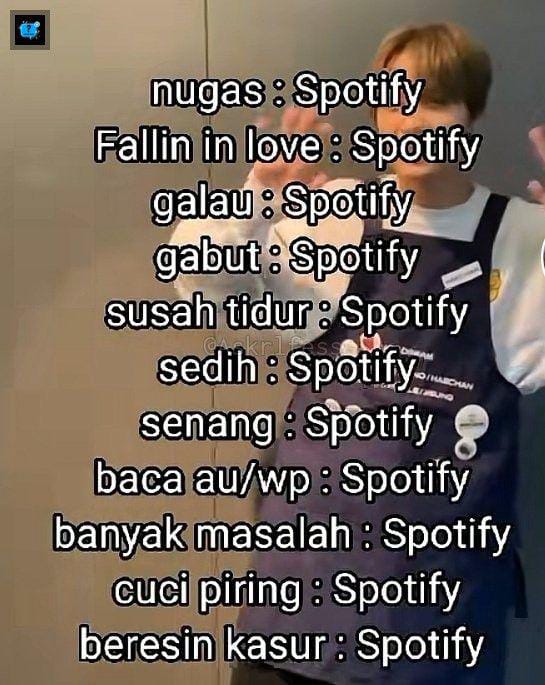 nugas : Spotify
Fallin in love : Spotify
galau : Spotify
gabut : Spotify
susah tidur : Spotify
sedih : Spotify
senang : Spotify
baca au/wp : Spotify
banyak masalah : Spotify
cuci piring : Spotify
beresin kasur : Spotify